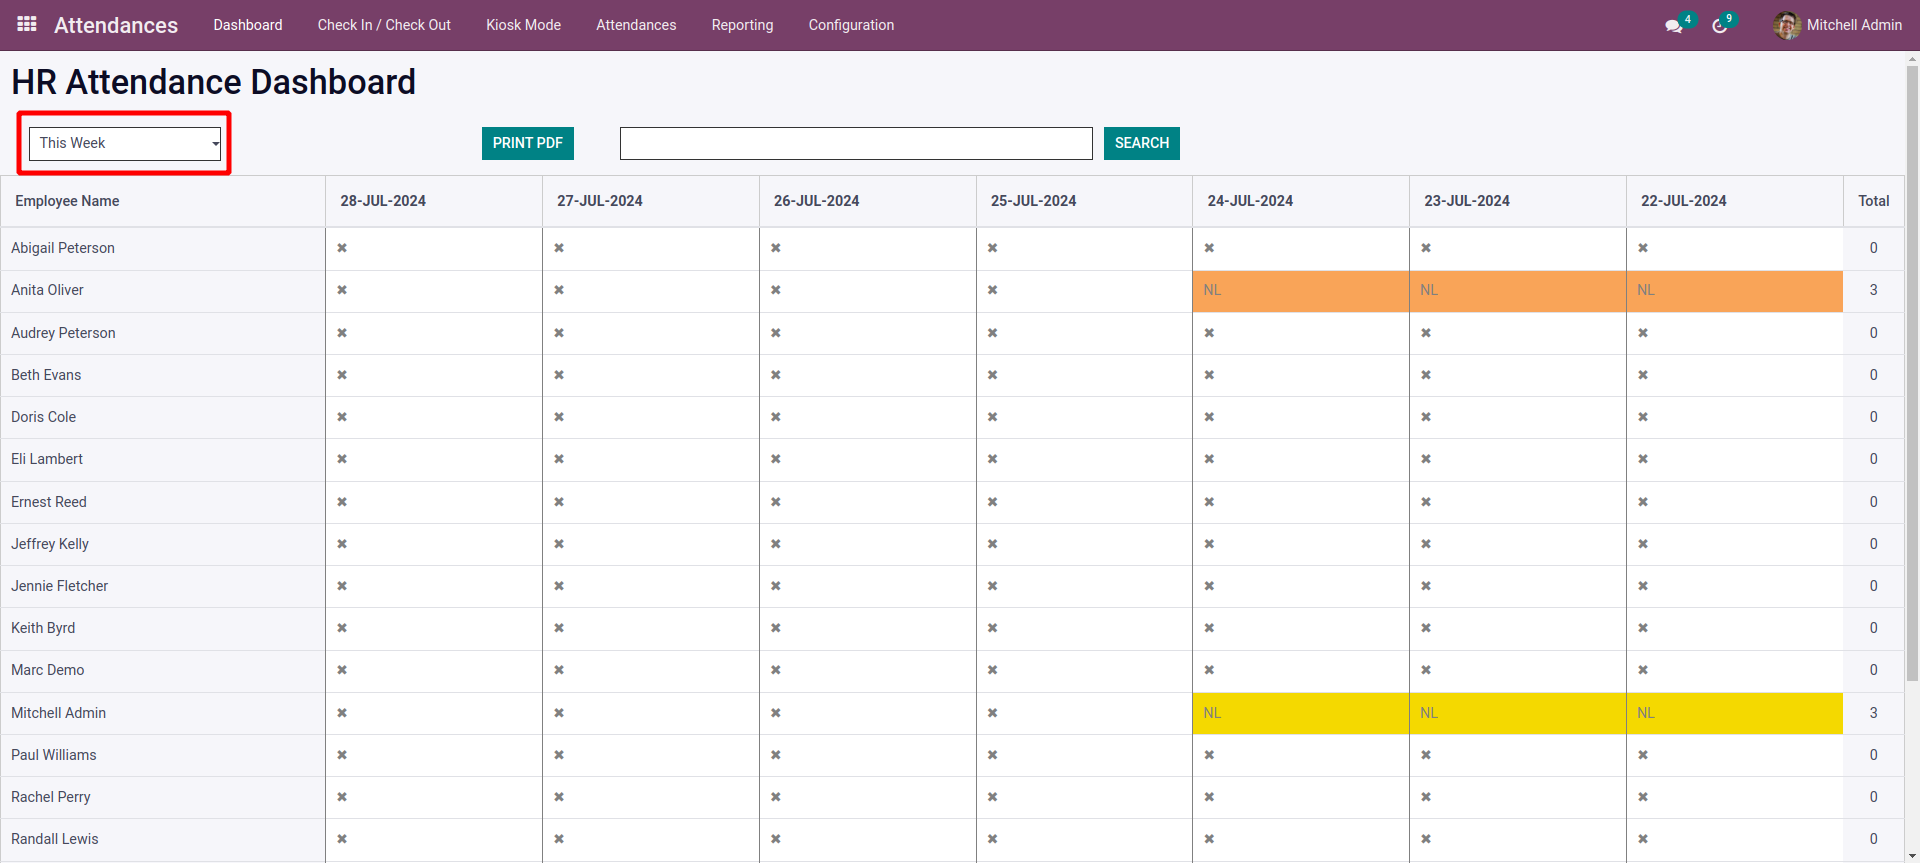 Attendances Dashboard Check In / Check Out Kiosk Mode Attendances Reporting Configuration 4 9 Mitchell Admin
HR Attendance Dashboard
This Week PRINT PDF SEARCH
Employee Name 28-JUL-2024 27-JUL-2024 26-JUL-2024 25-JUL-2024 24-JUL-2024 23-JUL-2024 22-JUL-2024 Total
Abigail Peterson ✖ ✖ ✖ ✖ ✖ ✖ ✖ 0
Anita Oliver ✖ ✖ ✖ ✖ NL NL NL 3
Audrey Peterson ✖ ✖ ✖ ✖ ✖ ✖ ✖ 0
Beth Evans ✖ ✖ ✖ ✖ ✖ ✖ ✖ 0
Doris Cole ✖ ✖ ✖ ✖ ✖ ✖ ✖ 0
Eli Lambert ✖ ✖ ✖ ✖ ✖ ✖ ✖ 0
Ernest Reed ✖ ✖ ✖ ✖ ✖ ✖ ✖ 0
Jeffrey Kelly ✖ ✖ ✖ ✖ ✖ ✖ ✖ 0
Jennie Fletcher ✖ ✖ ✖ ✖ ✖ ✖ ✖ 0
Keith Byrd ✖ ✖ ✖ ✖ ✖ ✖ ✖ 0
Marc Demo ✖ ✖ ✖ ✖ ✖ ✖ ✖ 0
Mitchell Admin ✖ ✖ ✖ ✖ NL NL NL 3
Paul Williams ✖ ✖ ✖ ✖ ✖ ✖ ✖ 0
Rachel Perry ✖ ✖ ✖ ✖ ✖ ✖ ✖ 0
Randall Lewis ✖ ✖ ✖ ✖ ✖ ✖ ✖ 0